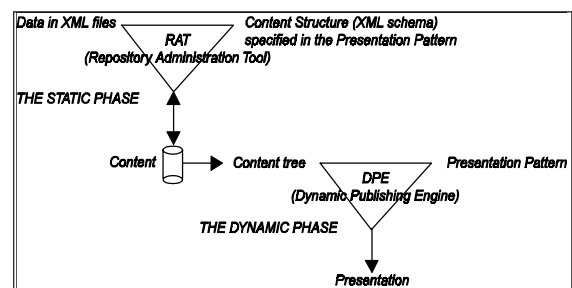 Data in XML files
Content Structure (XML schema)
RAT
specified in the Presentation Pattern
(Repository Administration Tool)
THE STATIC PHASE
Content
Content tree
Presentation Pattern
DPE
(Dynamic Publishing Engine)
THE DYNAMIC PHASE
Presentation